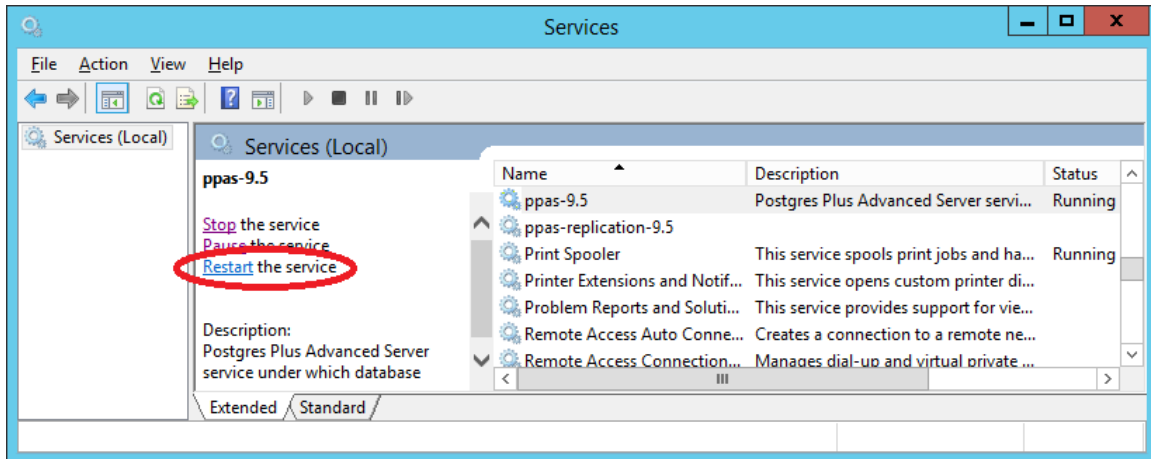 Services
File Action View Help
Services (Local)
Services (Local)
ppas-9.5
Stop the service
Pause the service
Restart the service
Description:
Postgres Plus Advanced Server
service under which database
Name Description Status
ppas-9.5 Postgres Plus Advanced Server servi... Running
ppas-replication-9.5
Print Spooler This service spools print jobs and ha... Running
Printer Extensions and Notif... This service opens custom printer di...
Problem Reports and Soluti... This service provides support for vie...
Remote Access Auto Conne... Creates a connection to a remote ne...
Remote Access Connection... Manages dial-up and virtual private ...
Extended Standard